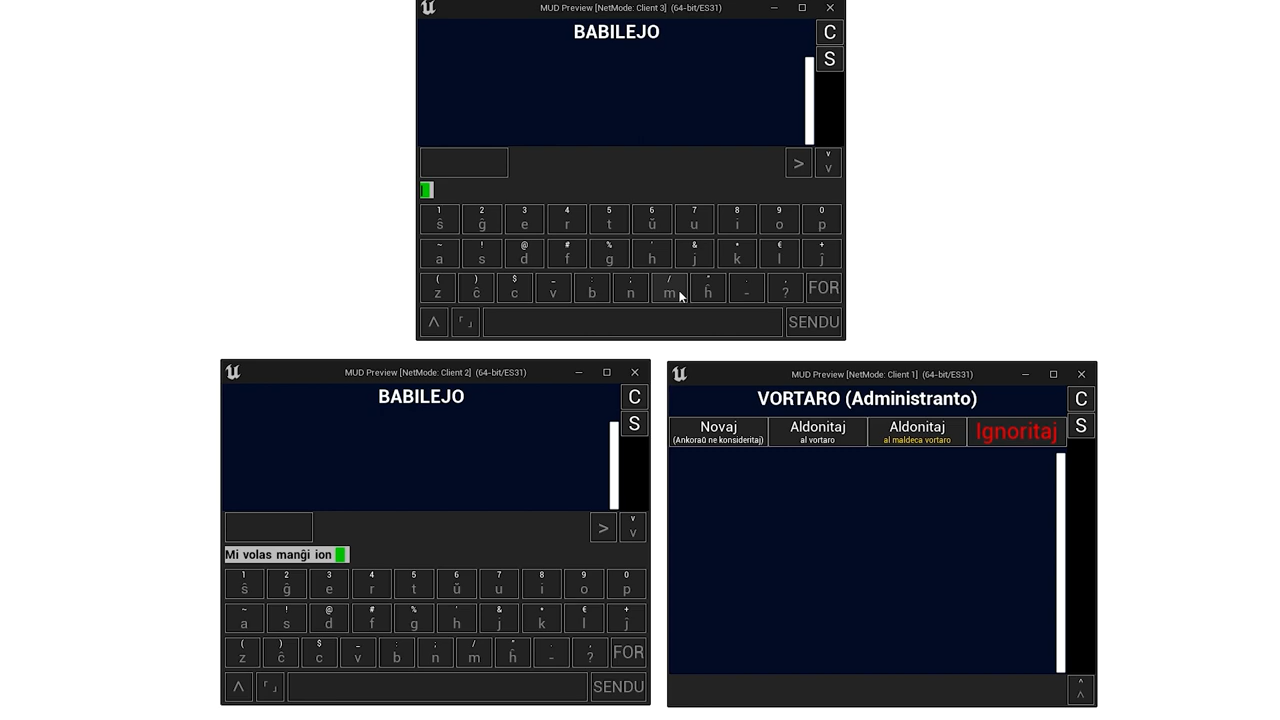 MUD Preview [NetMode: Client 3] (64-bit/ES31)
BABILEJO
C
S
>
v
v
1 2 3 4 5 6 7 8 9 0
ŝ ĝ e r t ŭ u i o p
~ ! @ # % ' & * € +
a s d f g h j k l ĵ
( ) $ _ : ; / " . ,
z ĉ c v b n m ĥ - ?
FOR
^ 「 」 SENDU
MUD Preview [NetMode: Client 2] (64-bit/ES31)
BABILEJO
C
S
>
v
v
Mi volas manĝi ion
1 2 3 4 5 6 7 8 9 0
ŝ ĝ e r t ŭ u i o p
~ ! @ # % ' & * € +
a s d f g h j k l ĵ
( ) $ _ : ; / " . ,
z ĉ c v b n m ĥ - ?
FOR
^ 「 」 SENDU
MUD Preview [NetMode: Client 1] (64-bit/ES31)
VORTARO (Administranto)
C
S
Novaj
(Ankoraŭ ne konsideritaj)
Aldonitaj
al vortaro
Aldonitaj
al maldeca vortaro
Ignoritaj
^
^